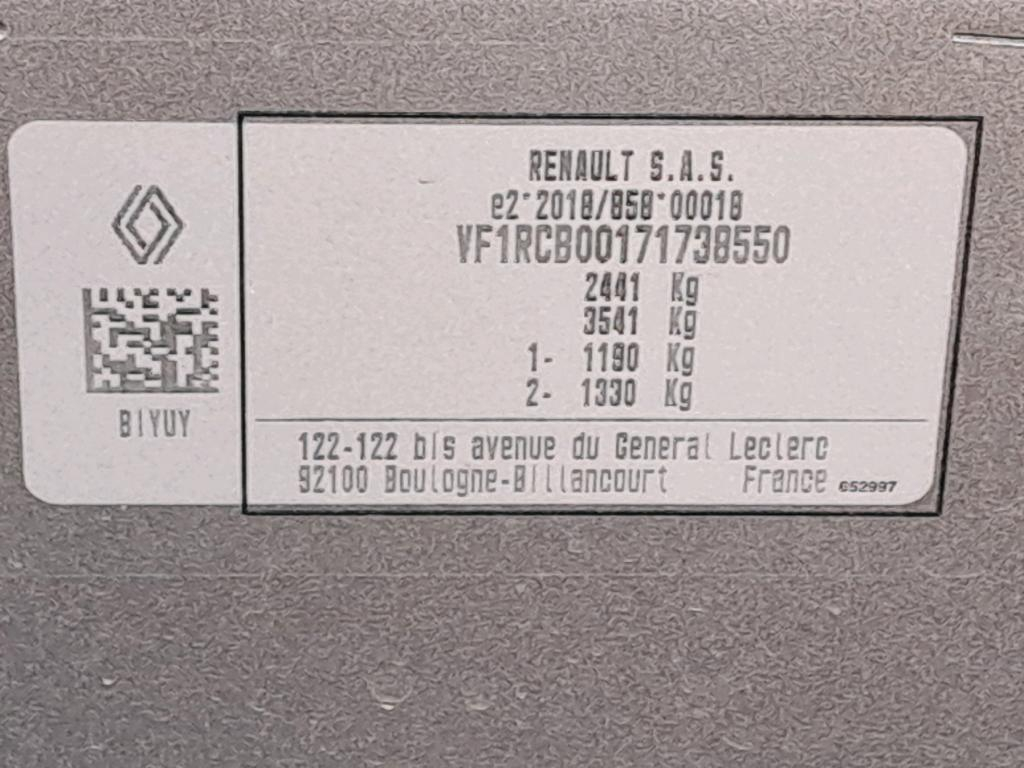 RENAULT S.A.S.
e2*2018/858*00018
VF1RCB00171738550
2441 Kg
3541 Kg
1- 1190 Kg
2- 1330 Kg
BIYUY
122-122 bis avenue du General Leclerc
92100 Boulogne-Billancourt France 652997